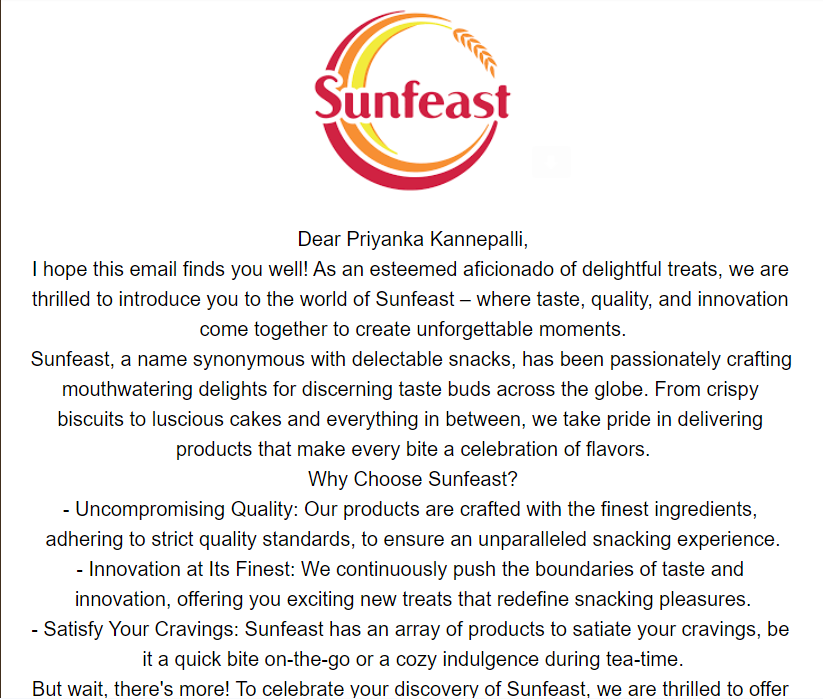 Sunfeast
Dear Priyanka Kannepalli,
I hope this email finds you well! As an esteemed aficionado of delightful treats, we are
thrilled to introduce you to the world of Sunfeast – where taste, quality, and innovation
come together to create unforgettable moments.
Sunfeast, a name synonymous with delectable snacks, has been passionately crafting
mouthwatering delights for discerning taste buds across the globe. From crispy
biscuits to luscious cakes and everything in between, we take pride in delivering
products that make every bite a celebration of flavors.
Why Choose Sunfeast?
- Uncompromising Quality: Our products are crafted with the finest ingredients,
adhering to strict quality standards, to ensure an unparalleled snacking experience.
- Innovation at Its Finest: We continuously push the boundaries of taste and
innovation, offering you exciting new treats that redefine snacking pleasures.
- Satisfy Your Cravings: Sunfeast has an array of products to satiate your cravings, be
it a quick bite on-the-go or a cozy indulgence during tea-time.
But wait, there's more! To celebrate your discovery of Sunfeast, we are thrilled to offer